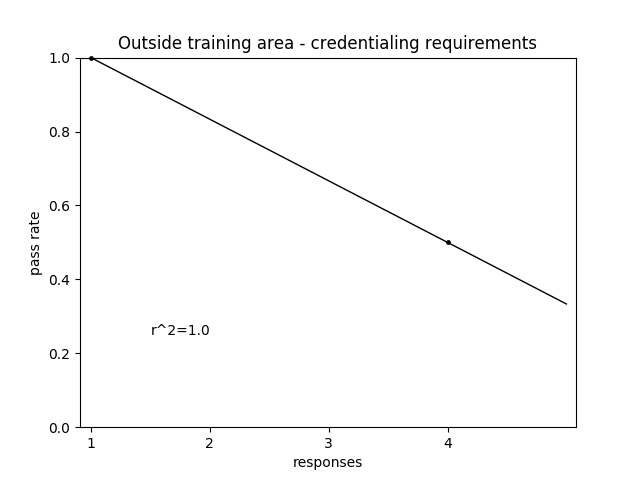 Outside training area - credentialing requirements
1.0
0.8
0.6
0.4
0.2
0.0
pass rate
r^2=1.0
1 2 3 4
responses